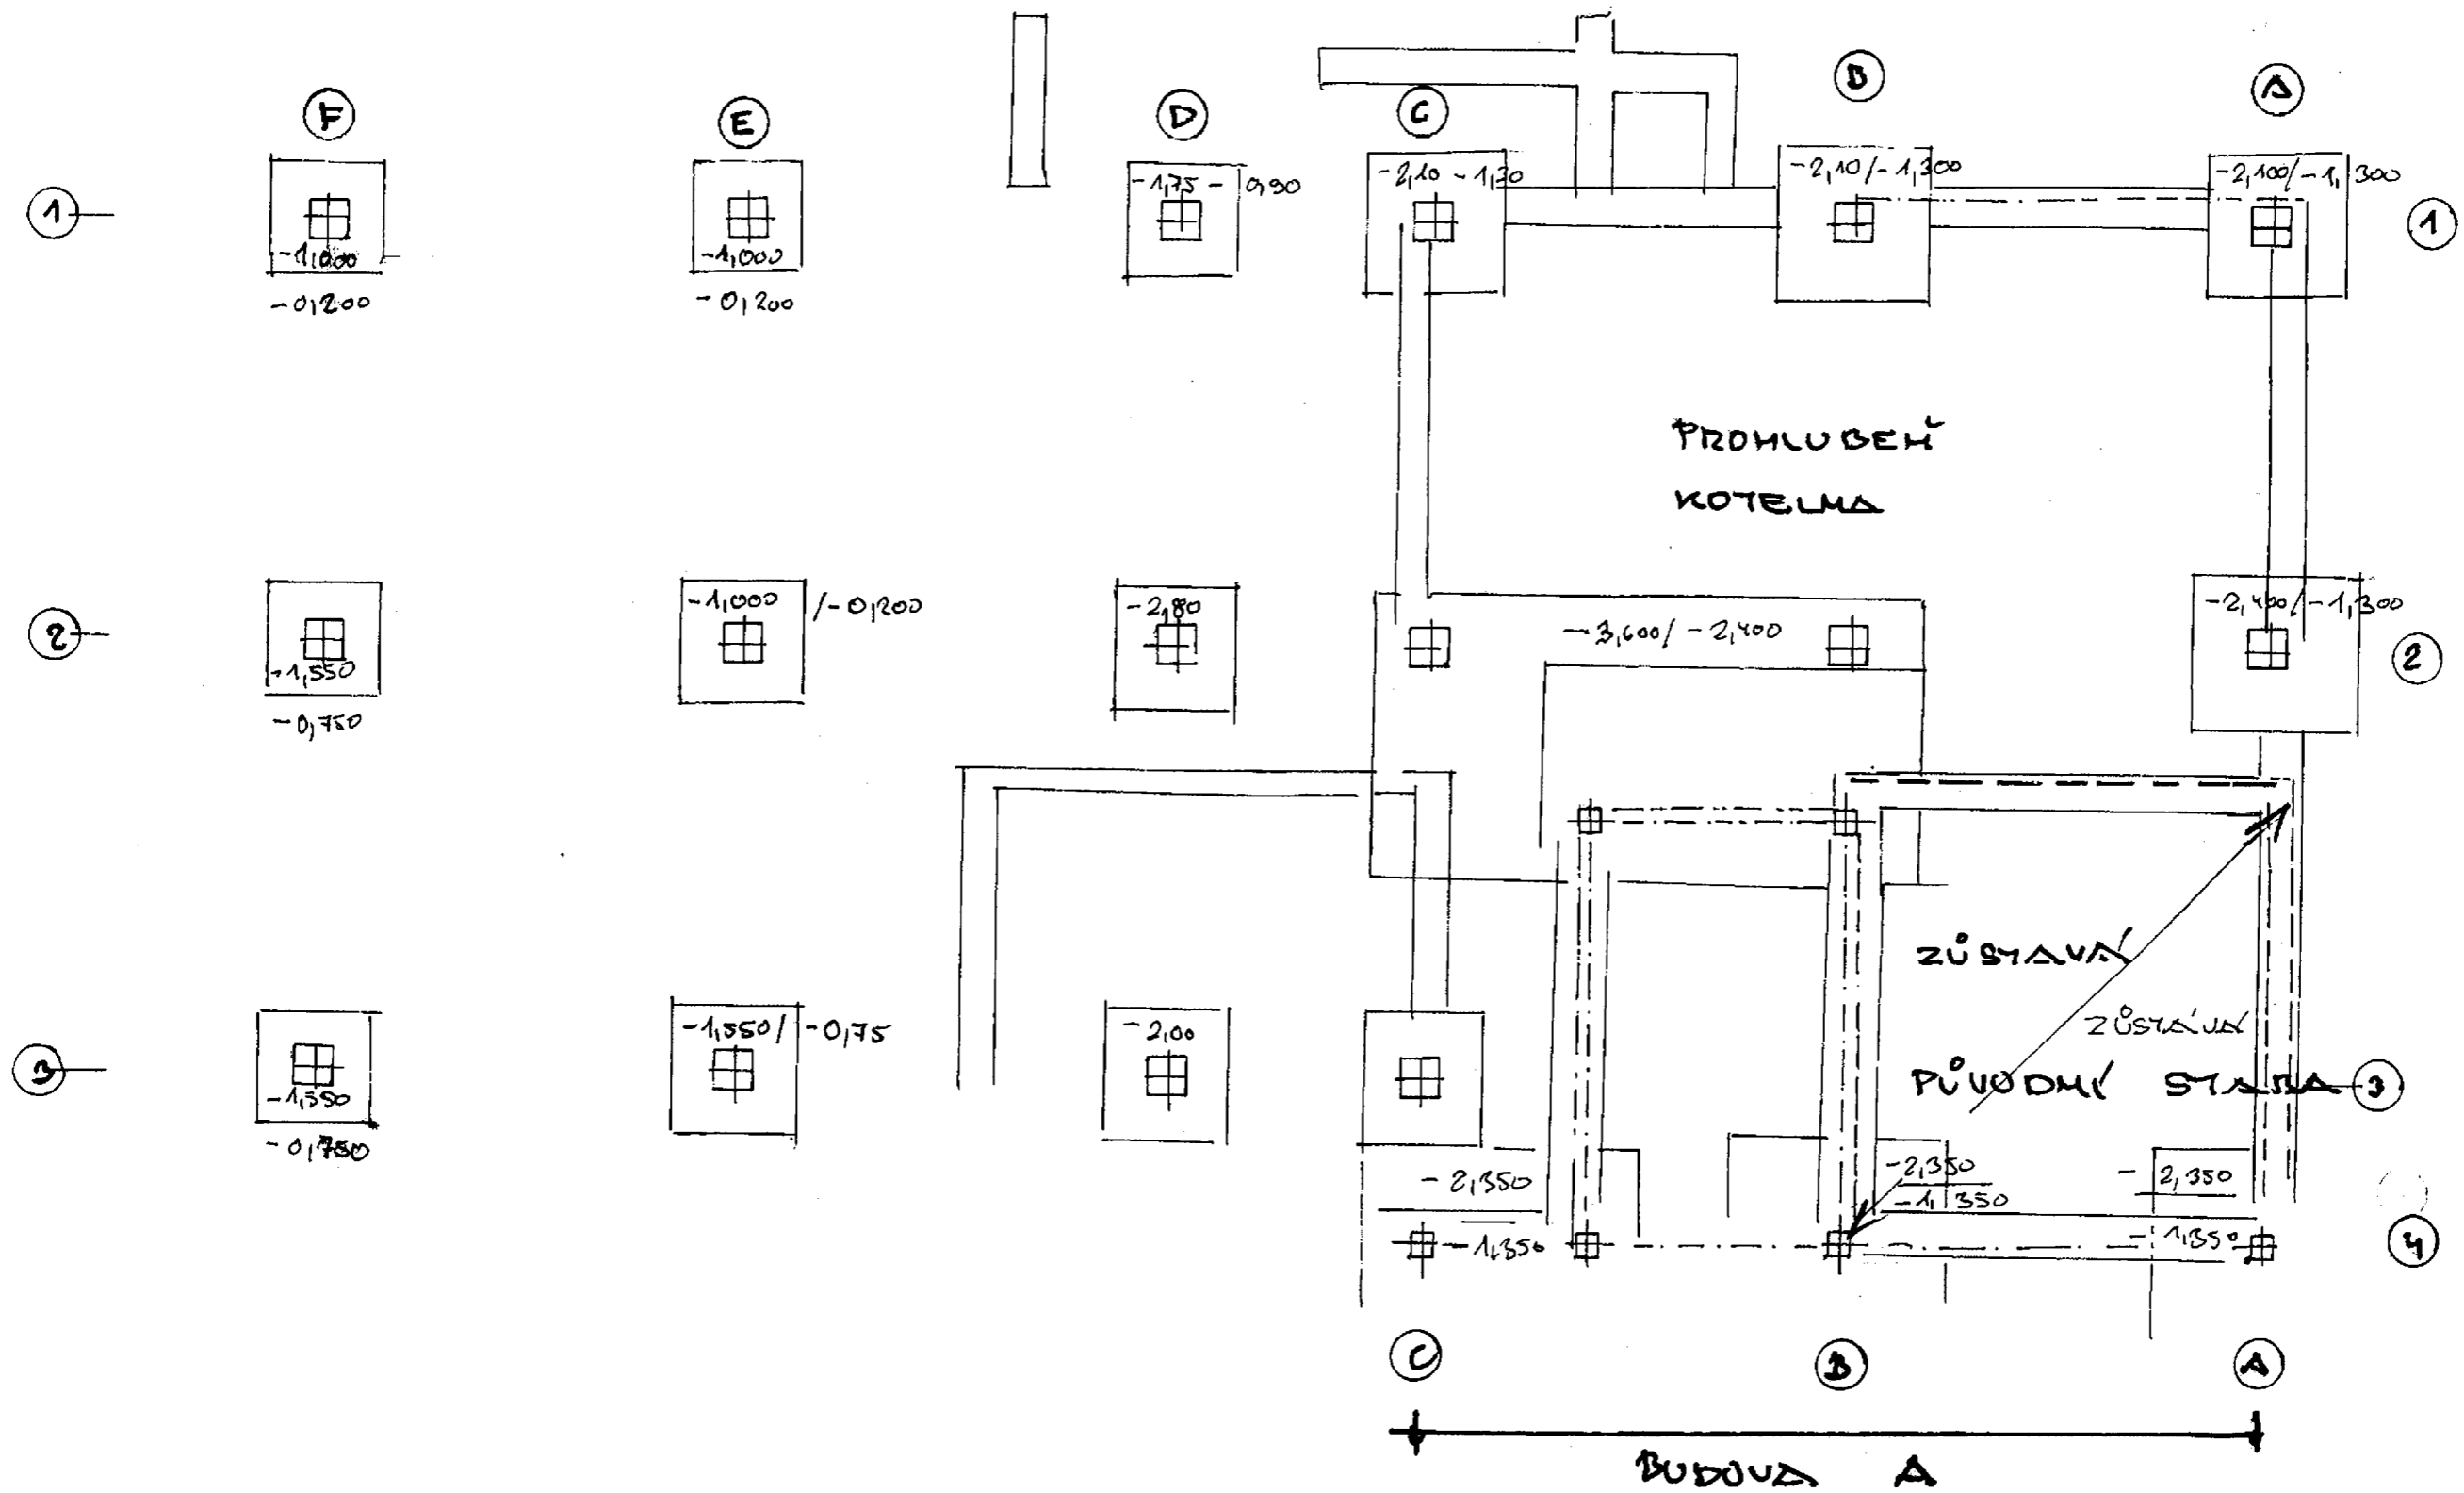 B
A
C
D
E
F
1
-2,10/-1,300
-2,100/-1,300
-2,10 -1,30
-1,75 - 0,90
-1,000
-0,200
-1,000
-0,200
1
PROHLUBEŇ
KOTELNA
2
-1,000 /-0,200
-2,80
-3,600/-2,400
-2,400/-1,300
-1,550
-0,750
2
ZŮSTAVÁ
ZŮSTÁVÁ
3
-1,550/-0,75
-2,00
PŮVODNÍ STABA
3
-1,550
-0,750
-2,350
-2,350
-2,350
-1,350
-1,350
-1,350
4
C
B
A
BUDOVA A